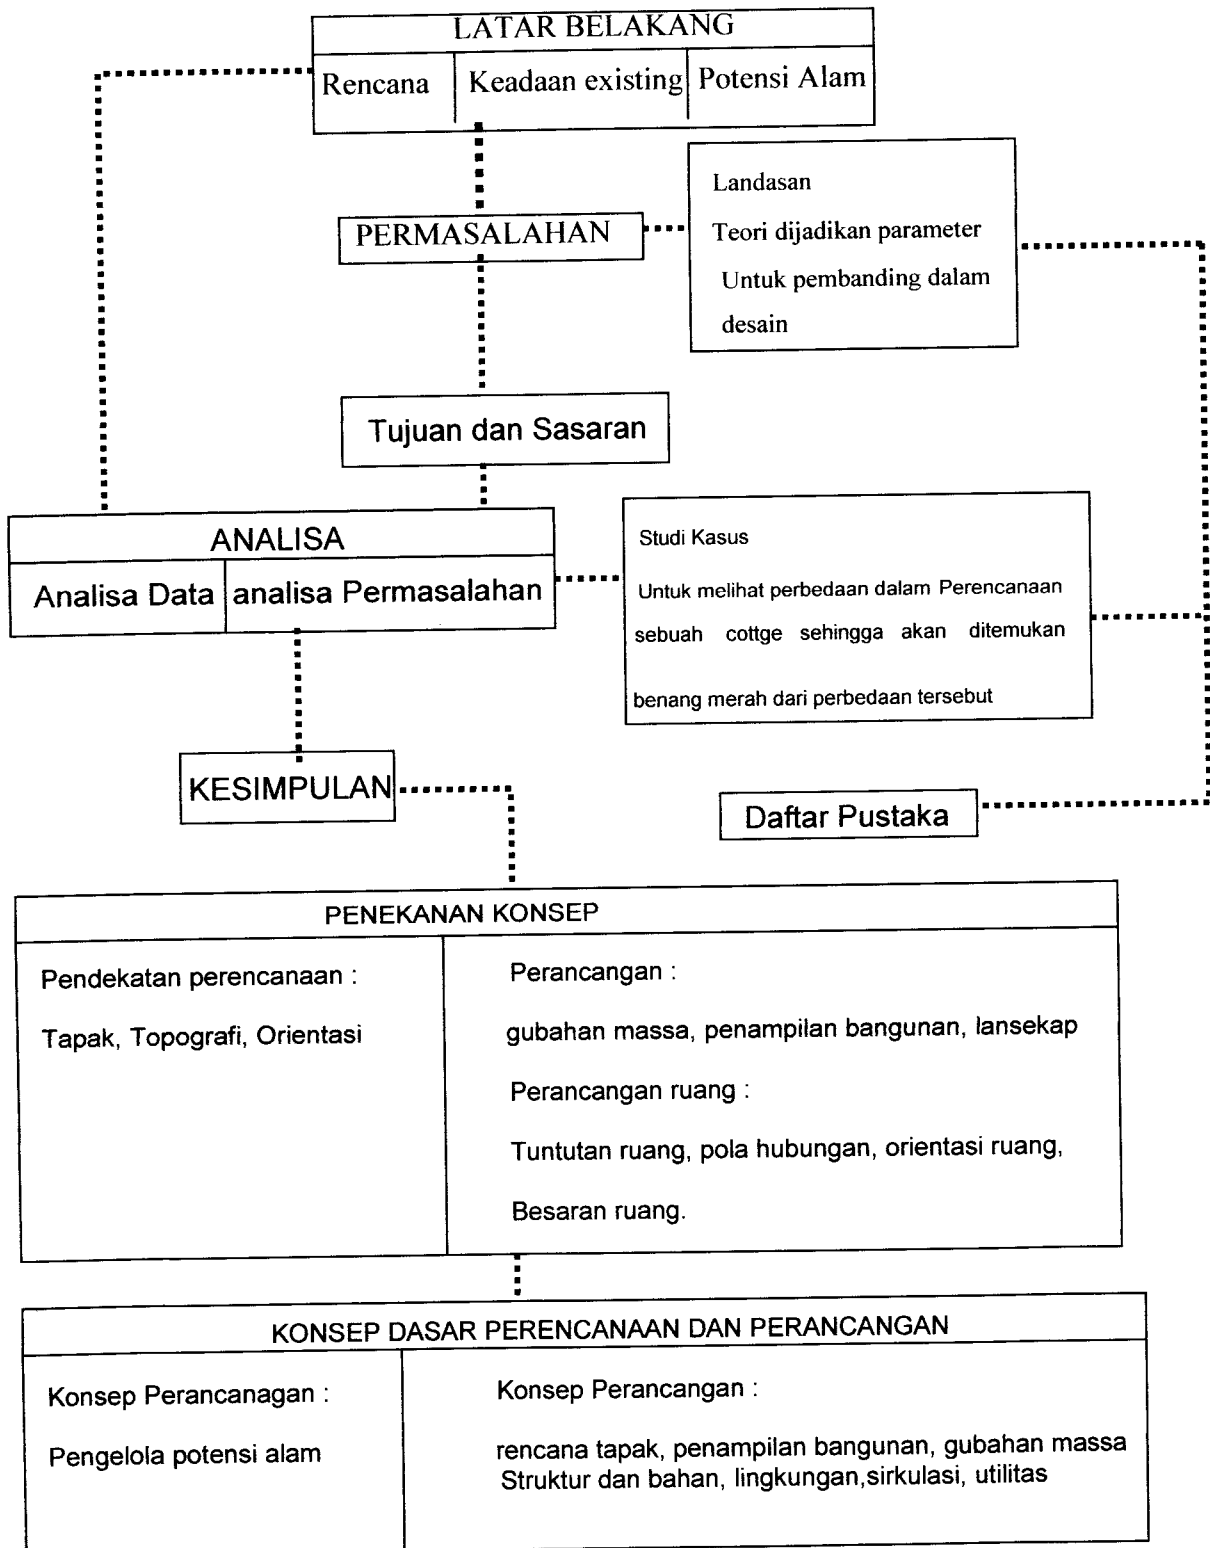 LATAR BELAKANG
Rencana
Keadaan existing
Potensi Alam
PERMASALAHAN
Landasan
Teori dijadikan parameter
Untuk pembanding dalam
desain
Tujuan dan Sasaran
ANALISA
Analisa Data
analisa Permasalahan
Studi Kasus
Untuk melihat perbedaan dalam Perencanaan
sebuah cottge sehingga akan ditemukan
benang merah dari perbedaan tersebut
KESIMPULAN
Daftar Pustaka
PENEKANAN KONSEP
Pendekatan perencanaan :
Tapak, Topografi, Orientasi
Perancangan :
gubahan massa, penampilan bangunan, lansekap
Perancangan ruang :
Tuntutan ruang, pola hubungan, orientasi ruang,
Besaran ruang.
KONSEP DASAR PERENCANAAN DAN PERANCANGAN
Konsep Perancanagan :
Pengelola potensi alam
Konsep Perancangan :
rencana tapak, penampilan bangunan, gubahan massa
Struktur dan bahan, lingkungan,sirkulasi, utilitas